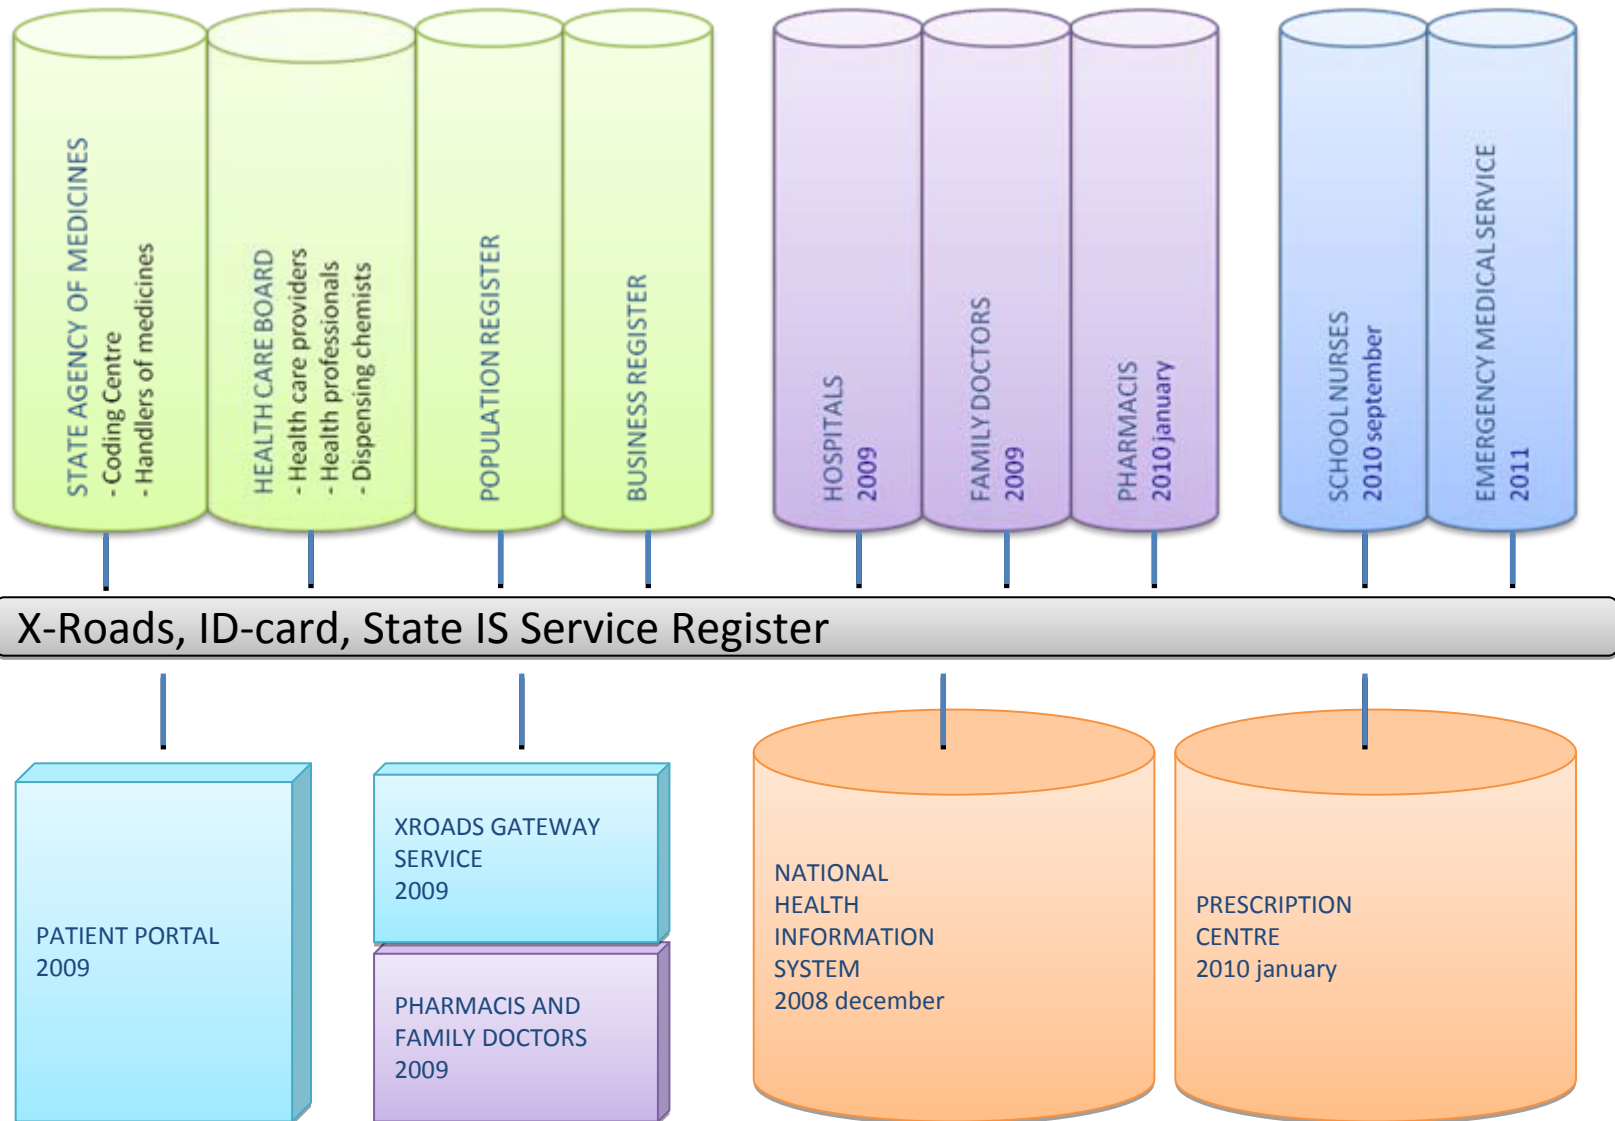 STATE AGENCY OF MEDICINES
- Coding Centre
- Handlers of medicines
HEALTH CARE BOARD
- Health care providers
- Health professionals
- Dispensing chemists
POPULATION REGISTER
BUSINESS REGISTER
HOSPITALS
2009
FAMILY DOCTORS
2009
PHARMACIS
2010 january
SCHOOL NURSES
2010 september
EMERGENCY MEDICAL SERVICE
2011
X-Roads, ID-card, State IS Service Register
PATIENT PORTAL
2009
XROADS GATEWAY
SERVICE
2009
PHARMACIS AND
FAMILY DOCTORS
2009
NATIONAL
HEALTH
INFORMATION
SYSTEM
2008 december
PRESCRIPTION
CENTRE
2010 january